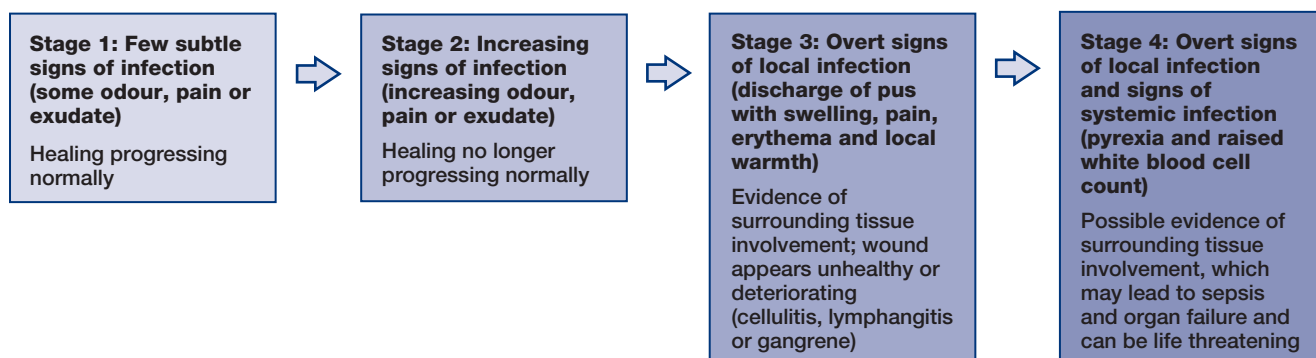 Stage 1: Few subtle
signs of infection
(some odour, pain or
exudate)
Healing progressing
normally
Stage 2: Increasing
signs of infection
(increasing odour,
pain or exudate)
Healing no longer
progressing normally
Stage 3: Overt signs
of local infection
(discharge of pus
with swelling, pain,
erythema and local
warmth)
Evidence of
surrounding tissue
involvement; wound
appears unhealthy or
deteriorating
(cellulitis, lymphangitis
or gangrene)
Stage 4: Overt signs
of local infection
and signs of
systemic infection
(pyrexia and raised
white blood cell
count)
Possible evidence of
surrounding tissue
involvement, which
may lead to sepsis
and organ failure and
can be life threatening